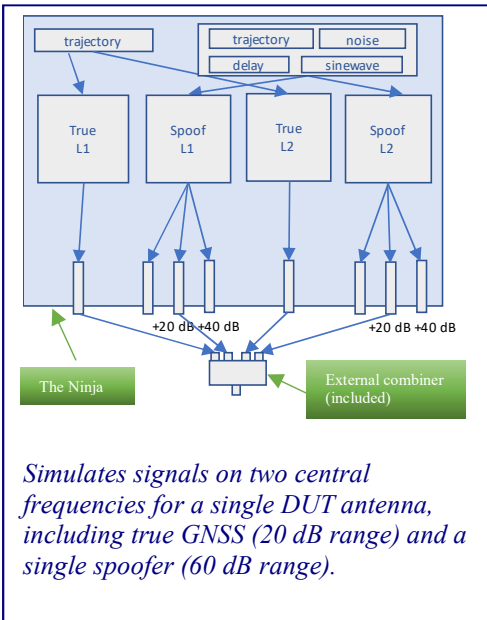 trajectory
trajectory
noise
delay
sinewave
True
L1
Spoof
L1
True
L2
Spoof
L2
+20 dB +40 dB
+20 dB +40 dB
The Ninja
External combiner
(included)
Simulates signals on two central
frequencies for a single DUT antenna,
including true GNSS (20 dB range) and a
single spoofer (60 dB range).